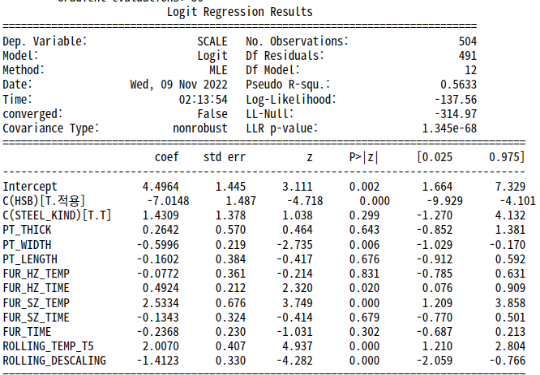 Logit Regression Results
Dep. Variable: SCALE No. Observations: 504
Model: Logit Df Residuals: 491
Method: MLE Df Model: 12
Date: Wed, 09 Nov 2022 Pseudo R-squ.: 0.5633
Time: 02:13:54 Log-Likelihood: -137.56
converged: False LL-Null: -314.97
Covariance Type: nonrobust LLR p-value: 1.345e-68
coef std err z P>|z| [0.025 0.975]
Intercept 4.4964 1.445 3.111 0.002 1.664 7.329
C(HSB)[T.적용] -7.0148 1.487 -4.718 0.000 -9.929 -4.101
C(STEEL_KIND)[T.T] 1.4309 1.378 1.038 0.299 -1.270 4.132
PT_THICK 0.2642 0.570 0.464 0.643 -0.852 1.381
PT_WIDTH -0.5996 0.219 -2.735 0.006 -1.029 -0.170
PT_LENGTH -0.1602 0.384 -0.417 0.676 -0.912 0.592
FUR_HZ_TEMP -0.0772 0.361 -0.214 0.831 -0.785 0.631
FUR_HZ_TIME 0.4924 0.212 2.320 0.020 0.076 0.909
FUR_SZ_TEMP 2.5334 0.676 3.749 0.000 1.209 3.858
FUR_SZ_TIME -0.1343 0.324 -0.414 0.679 -0.770 0.501
FUR_TIME -0.2368 0.230 -1.031 0.302 -0.687 0.213
ROLLING_TEMP_T5 2.0070 0.407 4.937 0.000 1.210 2.804
ROLLING_DESCALING -1.4123 0.330 -4.282 0.000 -2.059 -0.766